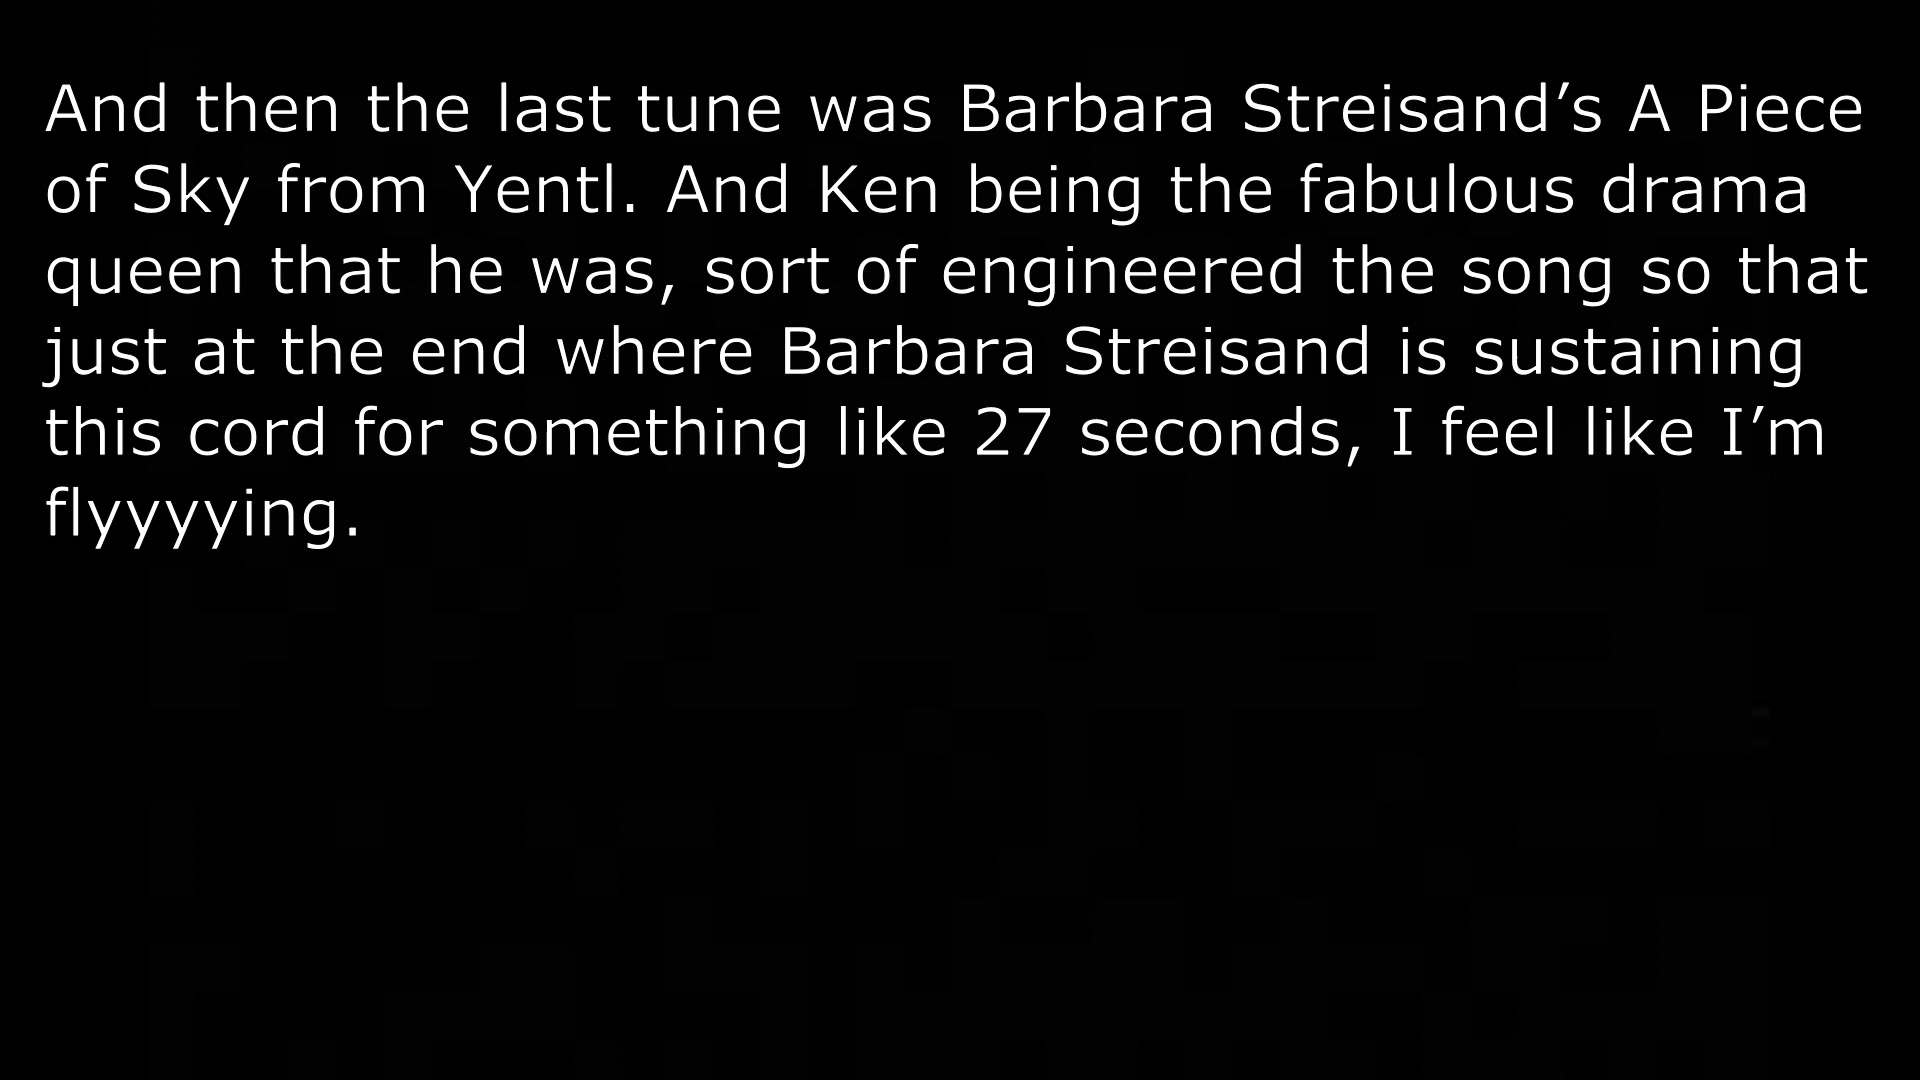 And then the last tune was Barbara Streisand’s A Piece
of Sky from Yentl. And Ken being the fabulous drama
queen that he was, sort of engineered the song so that
just at the end where Barbara Streisand is sustaining
this cord for something like 27 seconds, I feel like I’m
flyyyying.